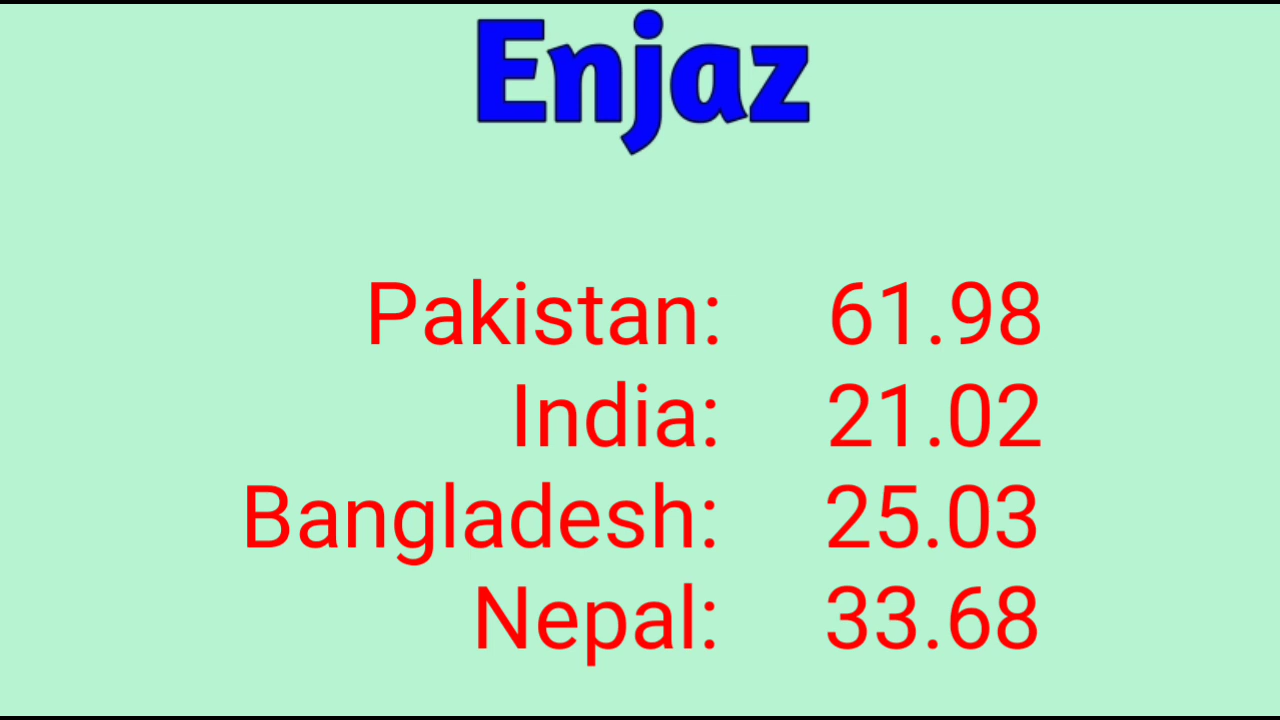 Enjaz
Pakistan: 61.98
India: 21.02
Bangladesh: 25.03
Nepal: 33.68